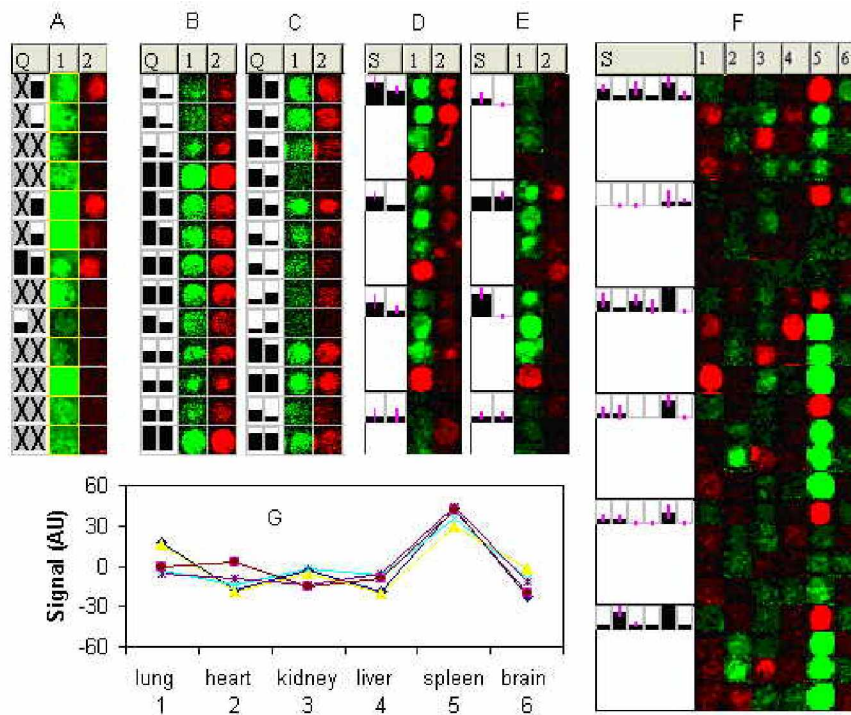 A B C D E F
Q 1 2 Q 1 2 Q 1 2 S 1 2 S 1 2 S 1 2 3 4 5 6
X
X X
X X
X X
X
X
X X
X
X X
X X
X X
X X
G
Signal (AU)
60
30
0
-30
-60
lung heart kidney liver spleen brain
1 2 3 4 5 6